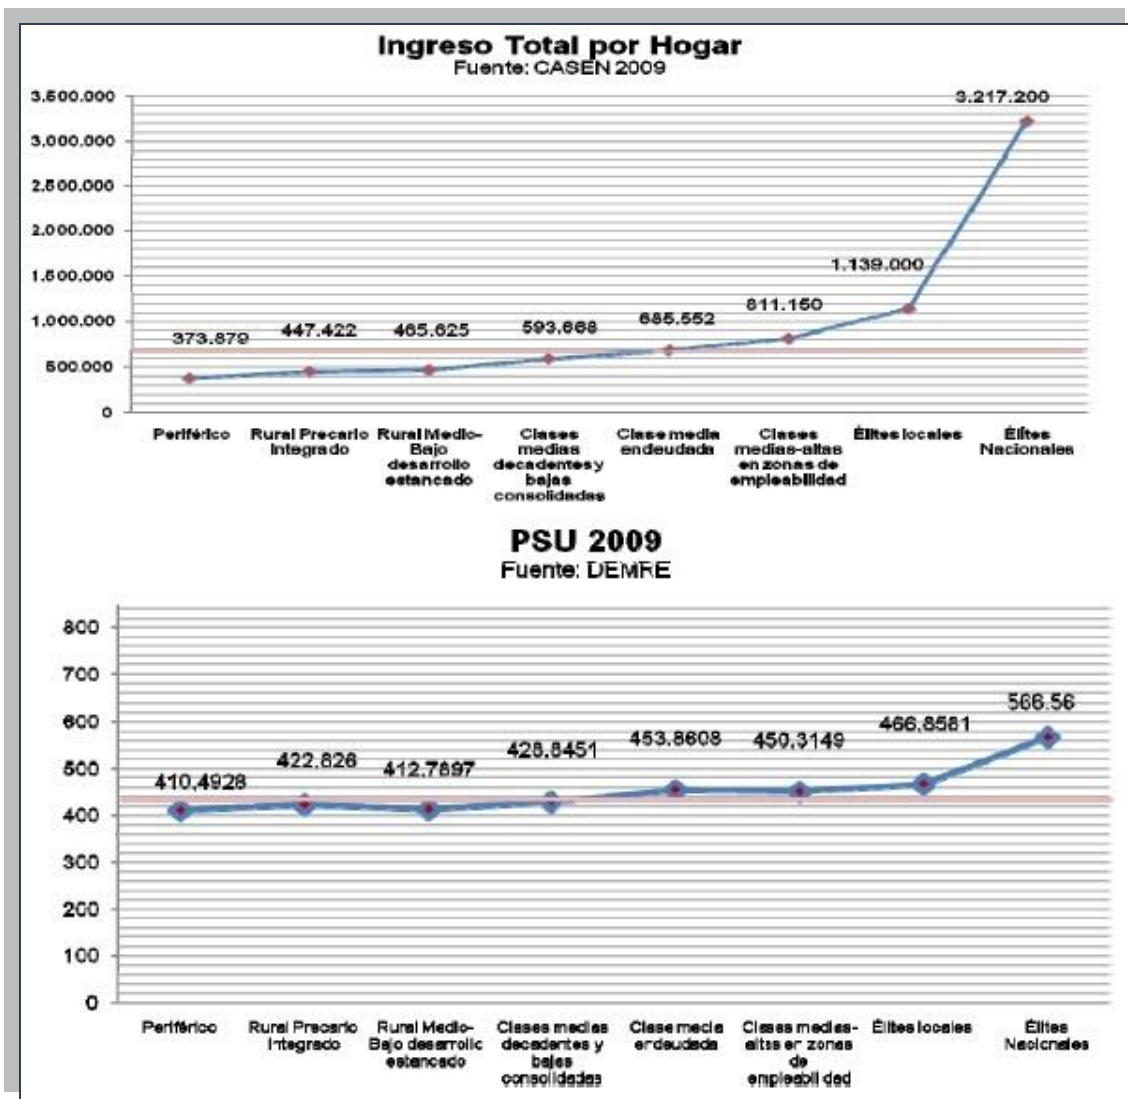 Ingreso Total por Hogar
Fuente: CASEN 2009
3.500.000
3.000.000
2.500.000
2.000.000
1.500.000
1.000.000
500.000
0
373.879
447.422
465.625
593.668
685.552
811.150
1.139.000
3.217.200
Periférico
Rural Precario
Integrado
Rural Medio-
Bajo
desarrollo
estancado
Clases
medias
decadentes y
bajas
consolidadas
Clase media
endeudada
Clases
medias-altas
en zonas de
empleabilidad
Élites locales
Élites
Nacionales
PSU 2009
Fuente: DEMRE
800
700
600
500
400
300
200
100
0
410,4928
422,826
412,7897
428,8451
453,8608
450,3149
466,8581
566,56
Periférico
Rural Precario
Integrado
Rural Medio-
Bajo desarrollo
estancado
Clases medias
decadentes y
bajas
consolidadas
Clase media
endeudada
Clases medias-
altas en zonas
de
empleabilidad
Élites locales
Élites
Nacionales